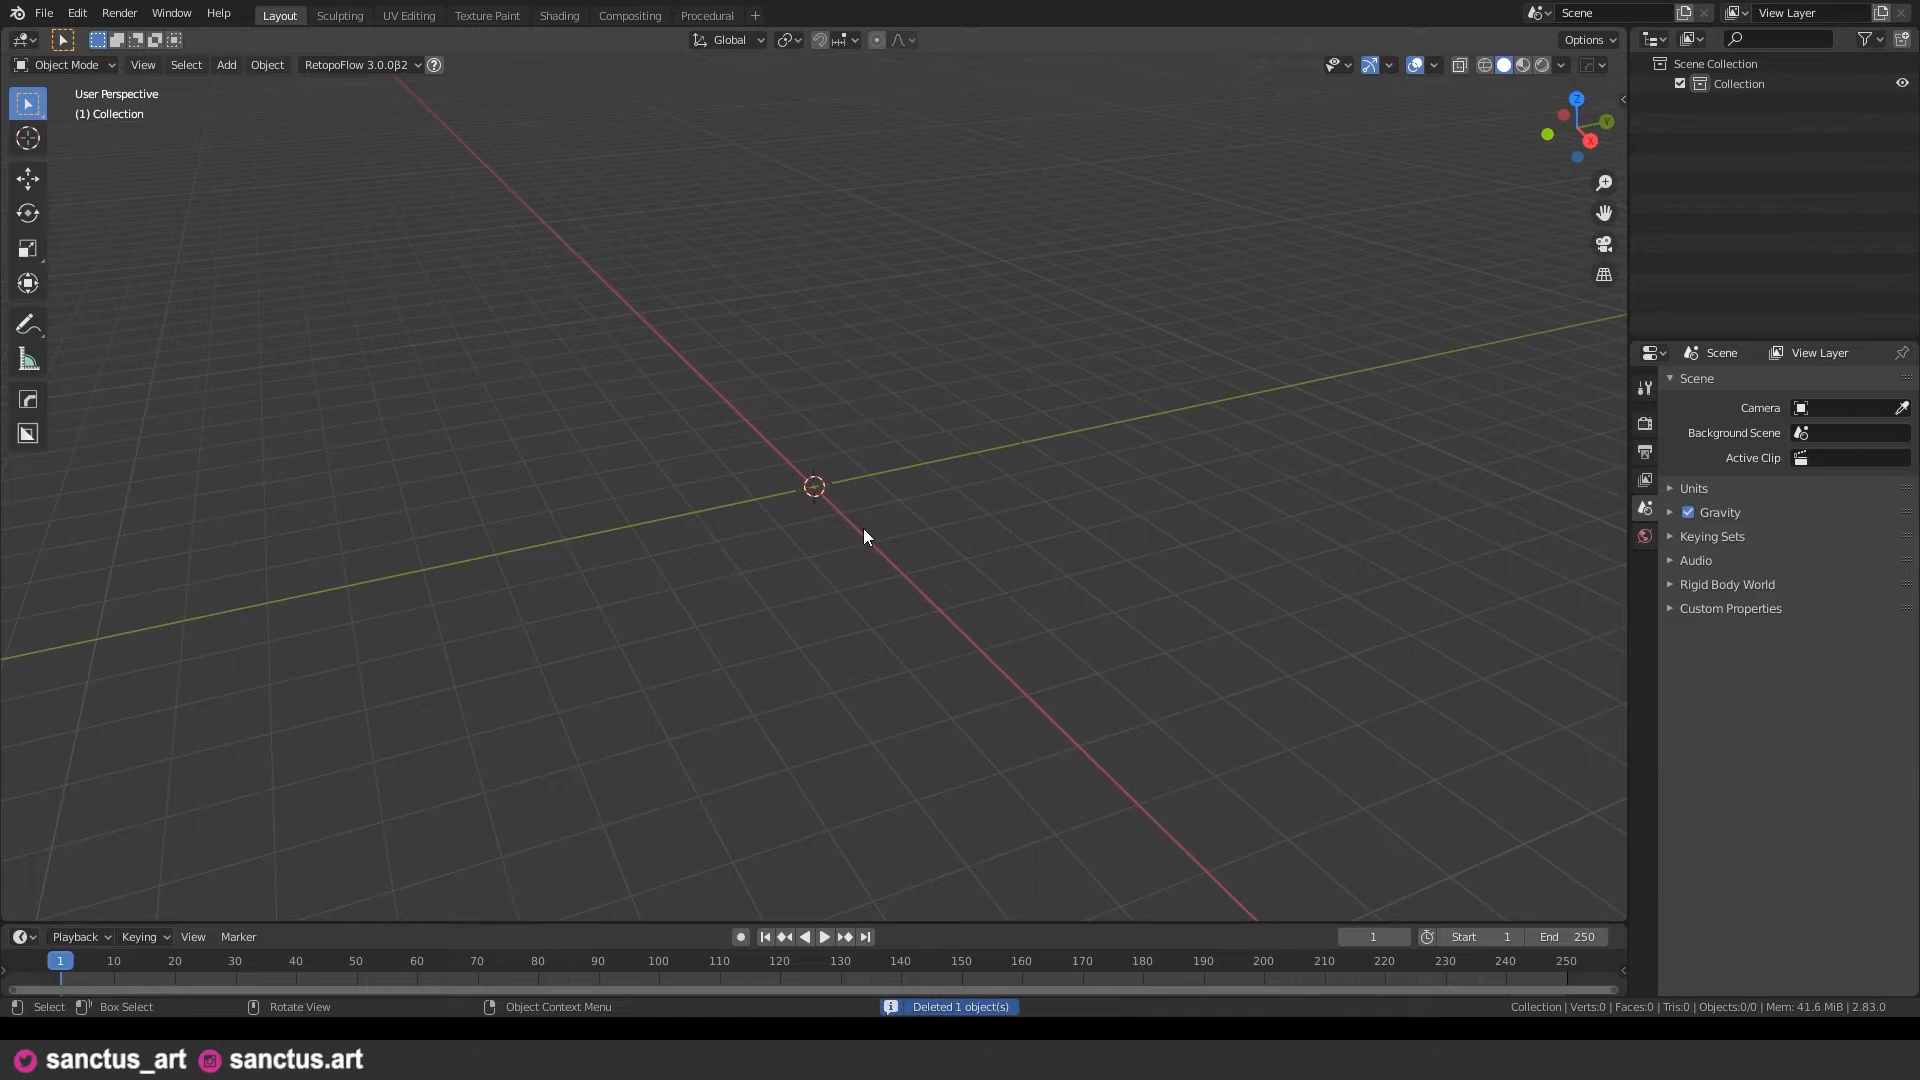 File Edit Render Window Help Layout Sculpting UV Editing Texture Paint Shading Compositing Procedural + Scene View Layer
Global Options
Object Mode View Select Add Object RetopoFlow 3.0.0β2
Scene Collection
Collection
User Perspective
(1) Collection
Z
Y
X
Scene View Layer
Scene
Camera
Background Scene
Active Clip
Units
Gravity
Keying Sets
Audio
Rigid Body World
Custom Properties
Playback Keying View Marker 1 Start 1 End 250
1 10 20 30 40 50 60 70 80 90 100 110 120 130 140 150 160 170 180 190 200 210 220 230 240 250
Select Box Select Rotate View Object Context Menu Deleted 1 object(s) Collection | Verts:0 | Faces:0 | Tris:0 | Objects:0/0 | Mem: 41.6 MiB | 2.83.0
sanctus_art sanctus.art